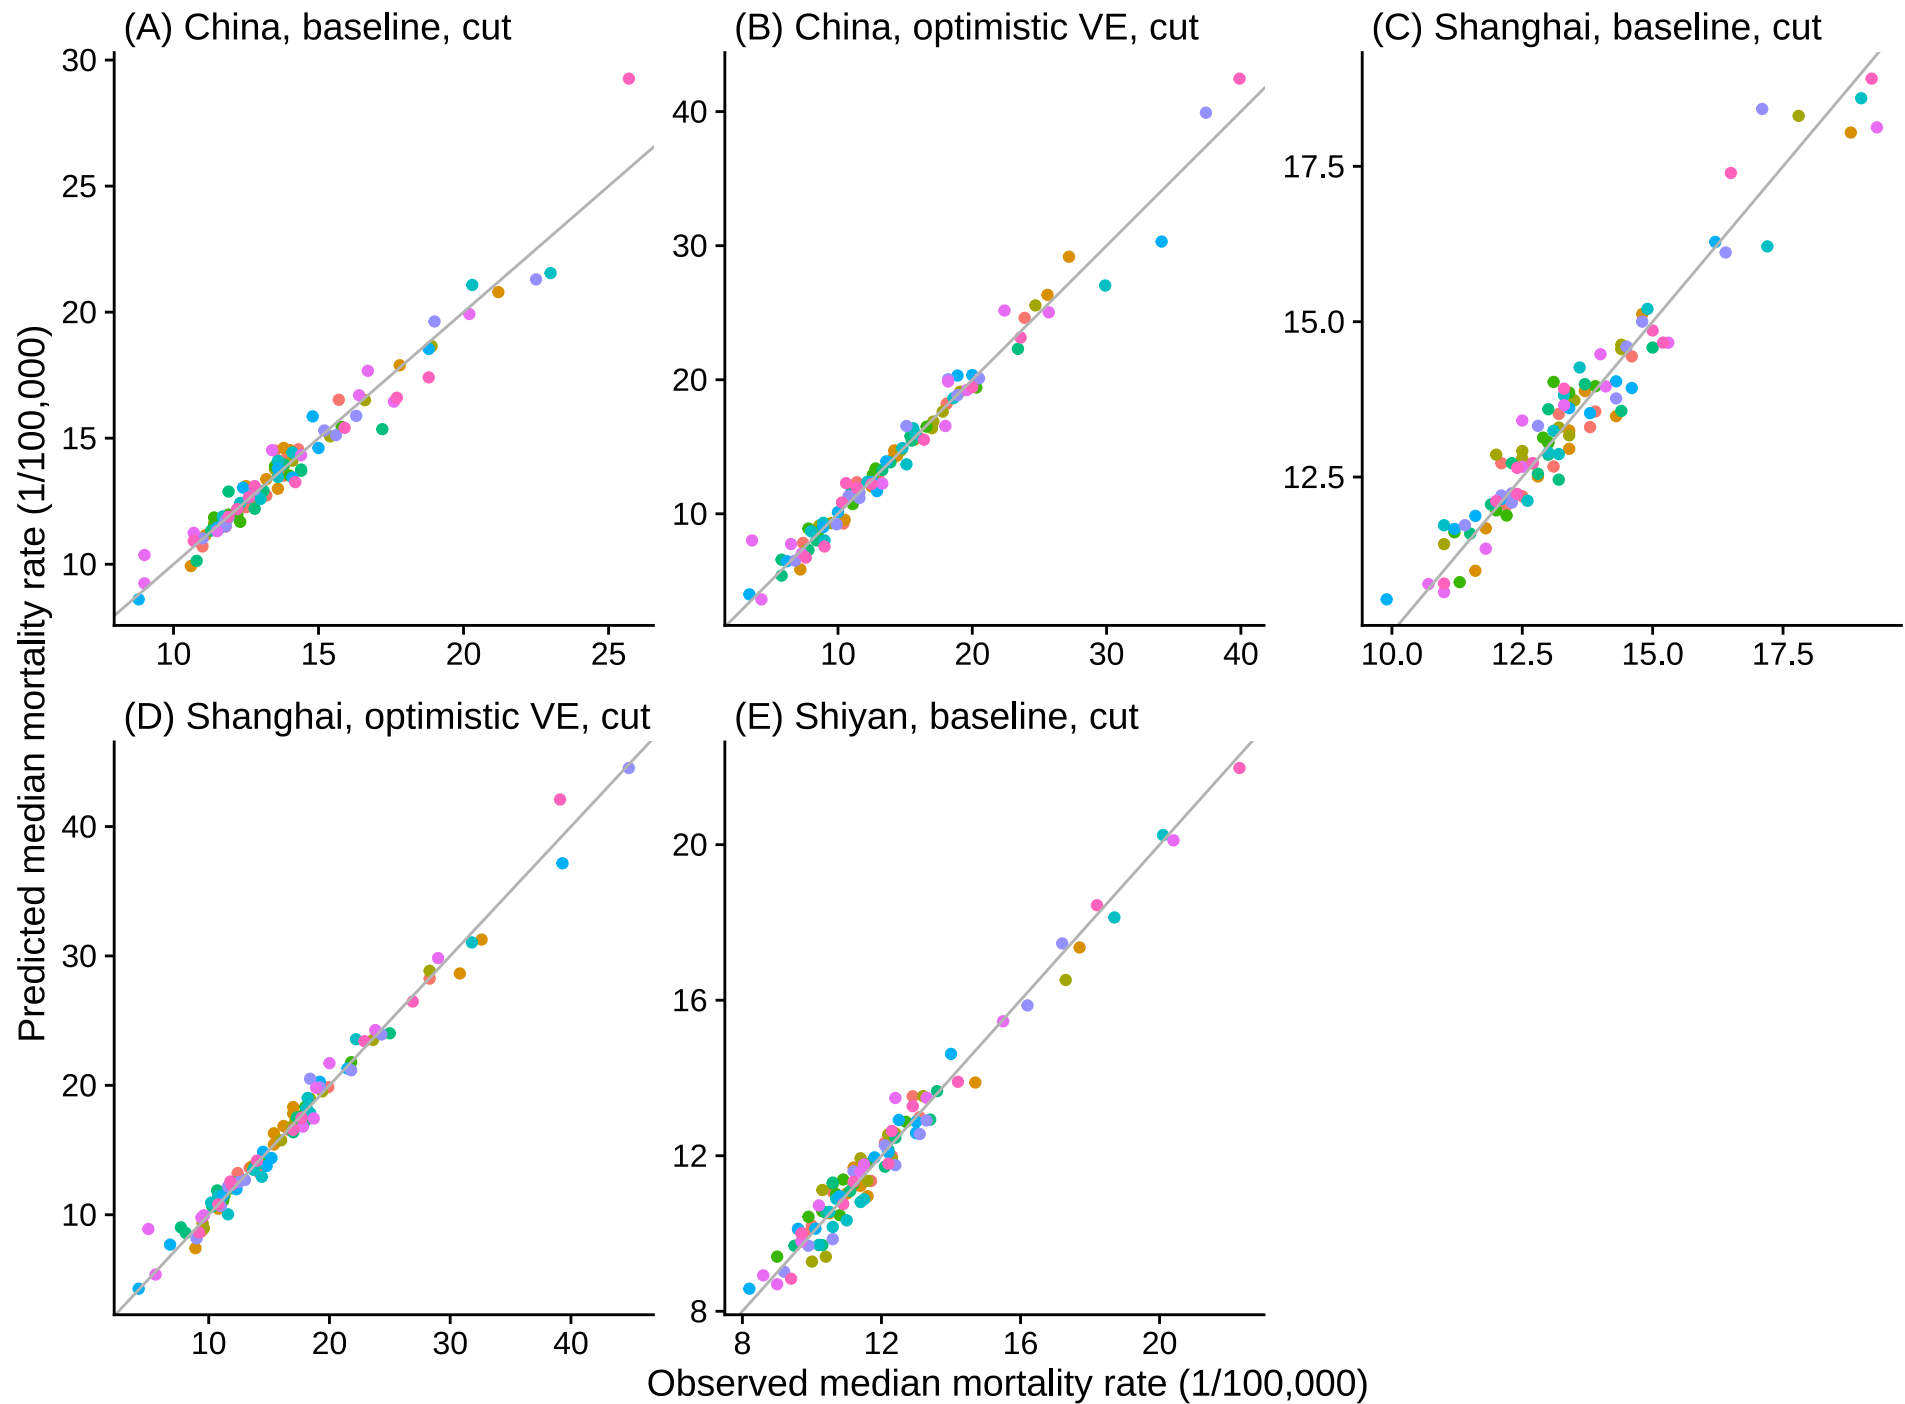 (A) China, baseline, cut
(B) China, optimistic VE, cut
(C) Shanghai, baseline, cut
30
25
20
15
10
10 15 20 25
40
30
20
10
10 20 30 40
17.5
15.0
12.5
10.0 12.5 15.0 17.5
Predicted median mortality rate (1/100,000)
(D) Shanghai, optimistic VE, cut
(E) Shiyan, baseline, cut
40
30
20
10
10 20 30 40
20
16
12
8
8 12 16 20
Observed median mortality rate (1/100,000)